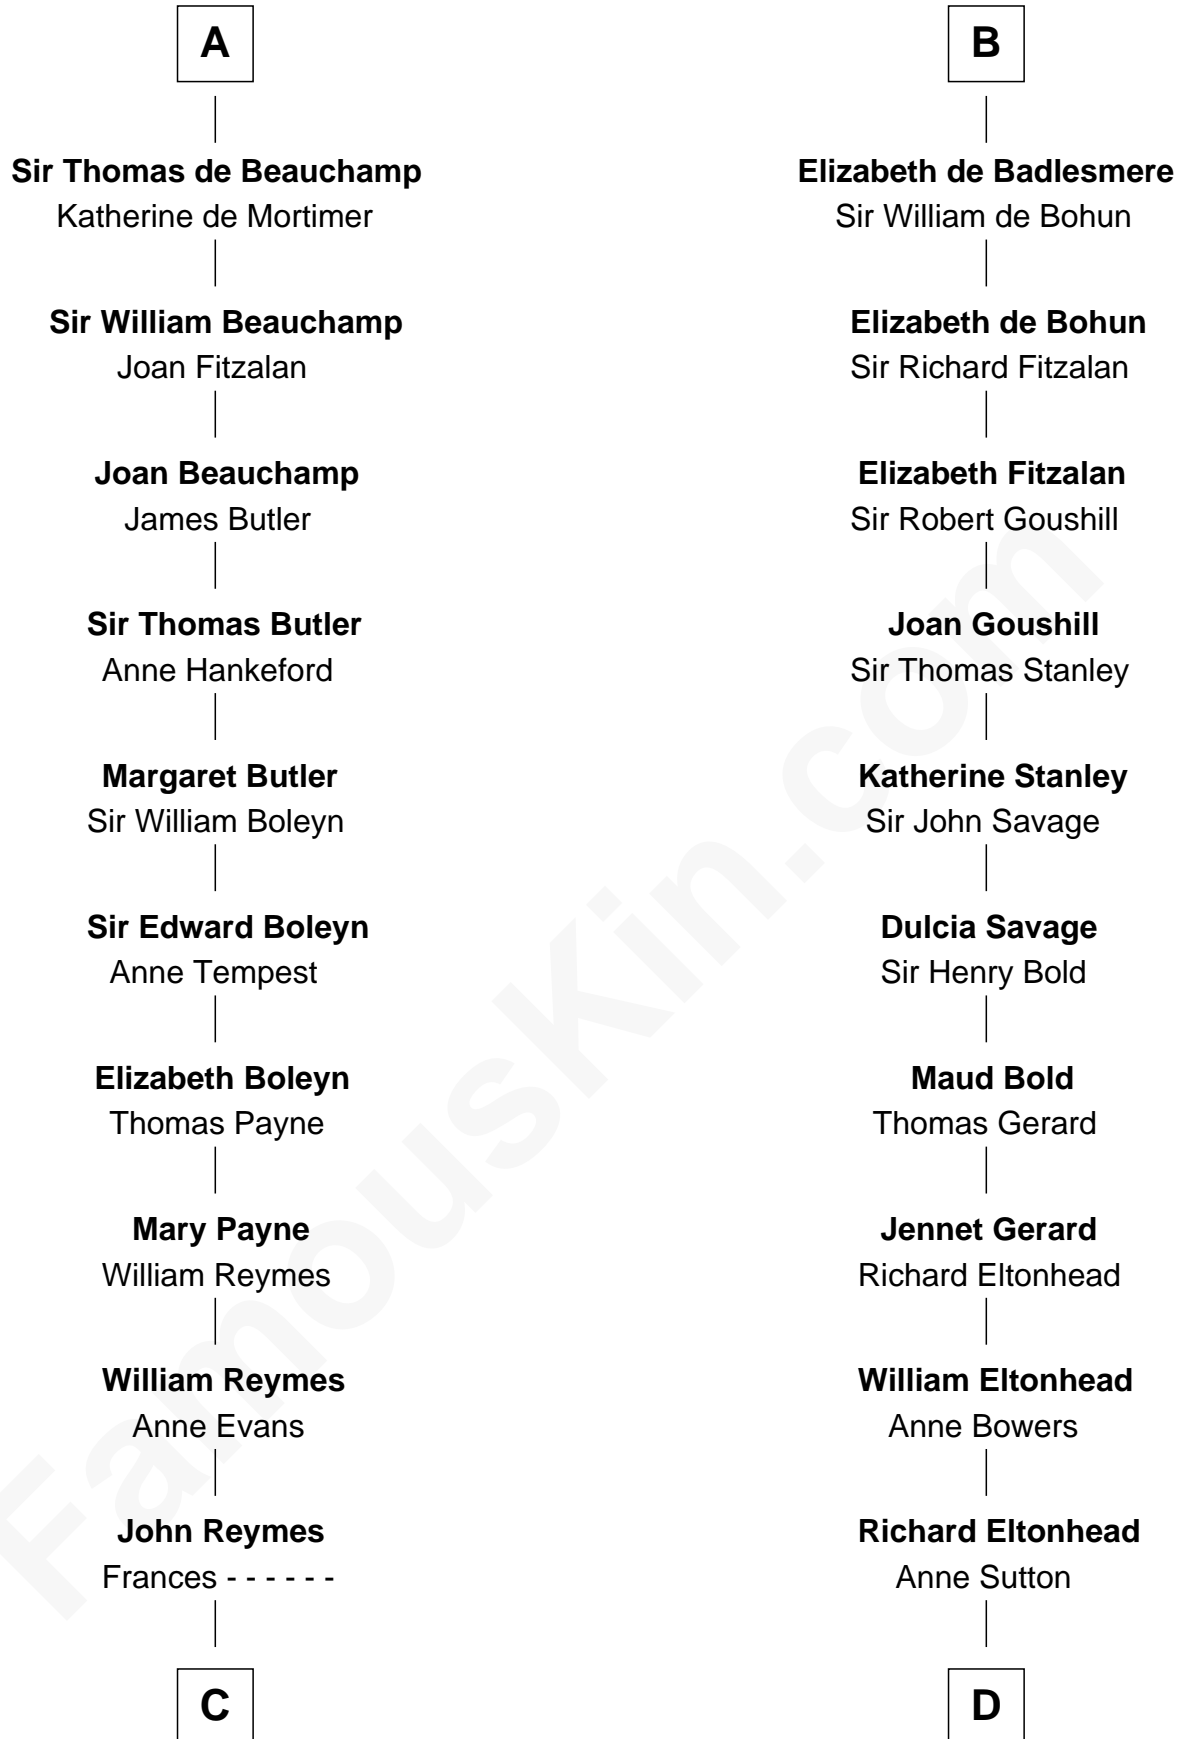 A
Sir Thomas de Beauchamp
Katherine de Mortimer
Sir William Beauchamp
Joan Fitzalan
Joan Beauchamp
James Butler
Sir Thomas Butler
Anne Hankeford
Margaret Butler
Sir William Boleyn
Sir Edward Boleyn
Anne Tempest
Elizabeth Boleyn
Thomas Payne
Mary Payne
William Reymes
William Reymes
Anne Evans
John Reymes
Frances - - - - - -
C
B
Elizabeth de Badlesmere
Sir William de Bohun
Elizabeth de Bohun
Sir Richard Fitzalan
Elizabeth Fitzalan
Sir Robert Goushill
Joan Goushill
Sir Thomas Stanley
Katherine Stanley
Sir John Savage
Dulcia Savage
Sir Henry Bold
Maud Bold
Thomas Gerard
Jennet Gerard
Richard Eltonhead
William Eltonhead
Anne Bowers
Richard Eltonhead
Anne Sutton
D
FamousKin.com